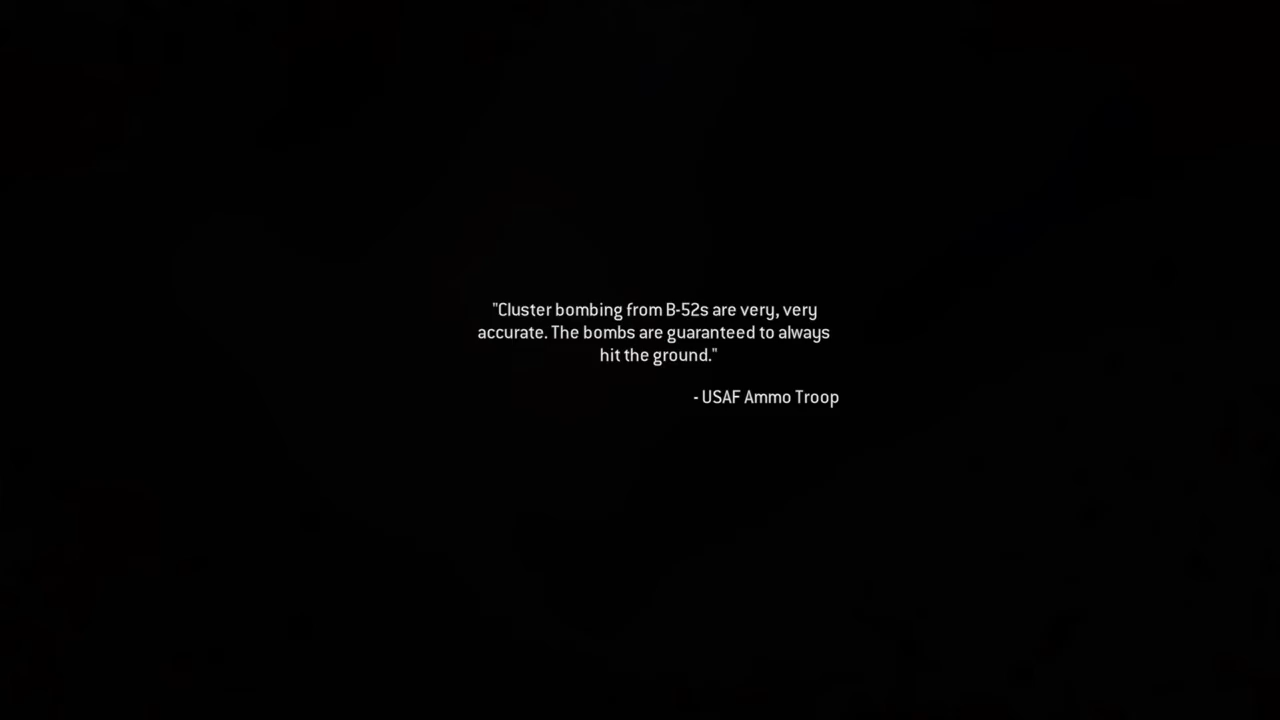 "Cluster bombing from B-52s are very, very
accurate. The bombs are guaranteed to always
hit the ground."
- USAF Ammo Troop